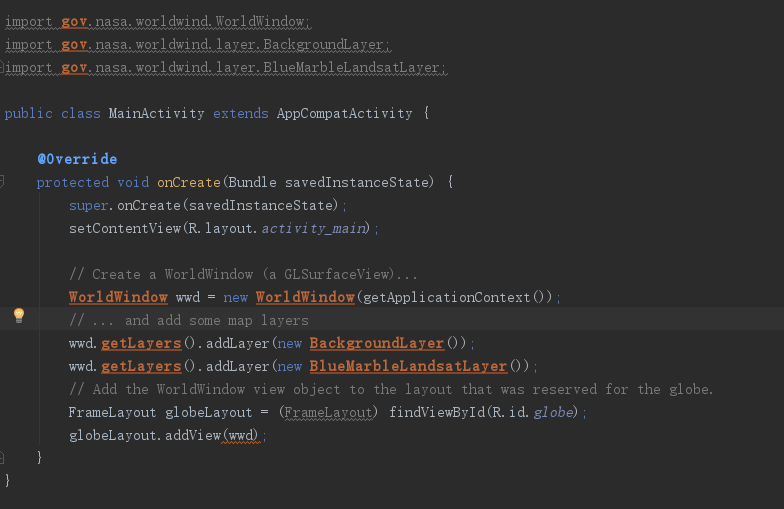 import gov.nasa.worldwind.WorldWindow;
import gov.nasa.worldwind.layer.BackgroundLayer;
import gov.nasa.worldwind.layer.BlueMarbleLandsatLayer;
public class MainActivity extends AppCompatActivity {
@Override
protected void onCreate(Bundle savedInstanceState) {
super.onCreate(savedInstanceState);
setContentView(R.layout.activity_main);
// Create a WorldWindow (a GLSurfaceView)...
WorldWindow wwd = new WorldWindow(getApplicationContext());
// ... and add some map layers
wwd.getLayers().addLayer(new BackgroundLayer());
wwd.getLayers().addLayer(new BlueMarbleLandsatLayer());
// Add the WorldWindow view object to the layout that was reserved for the globe.
FrameLayout globeLayout = (FrameLayout) findViewById(R.id.globe);
globeLayout.addView(wwd);
}
}